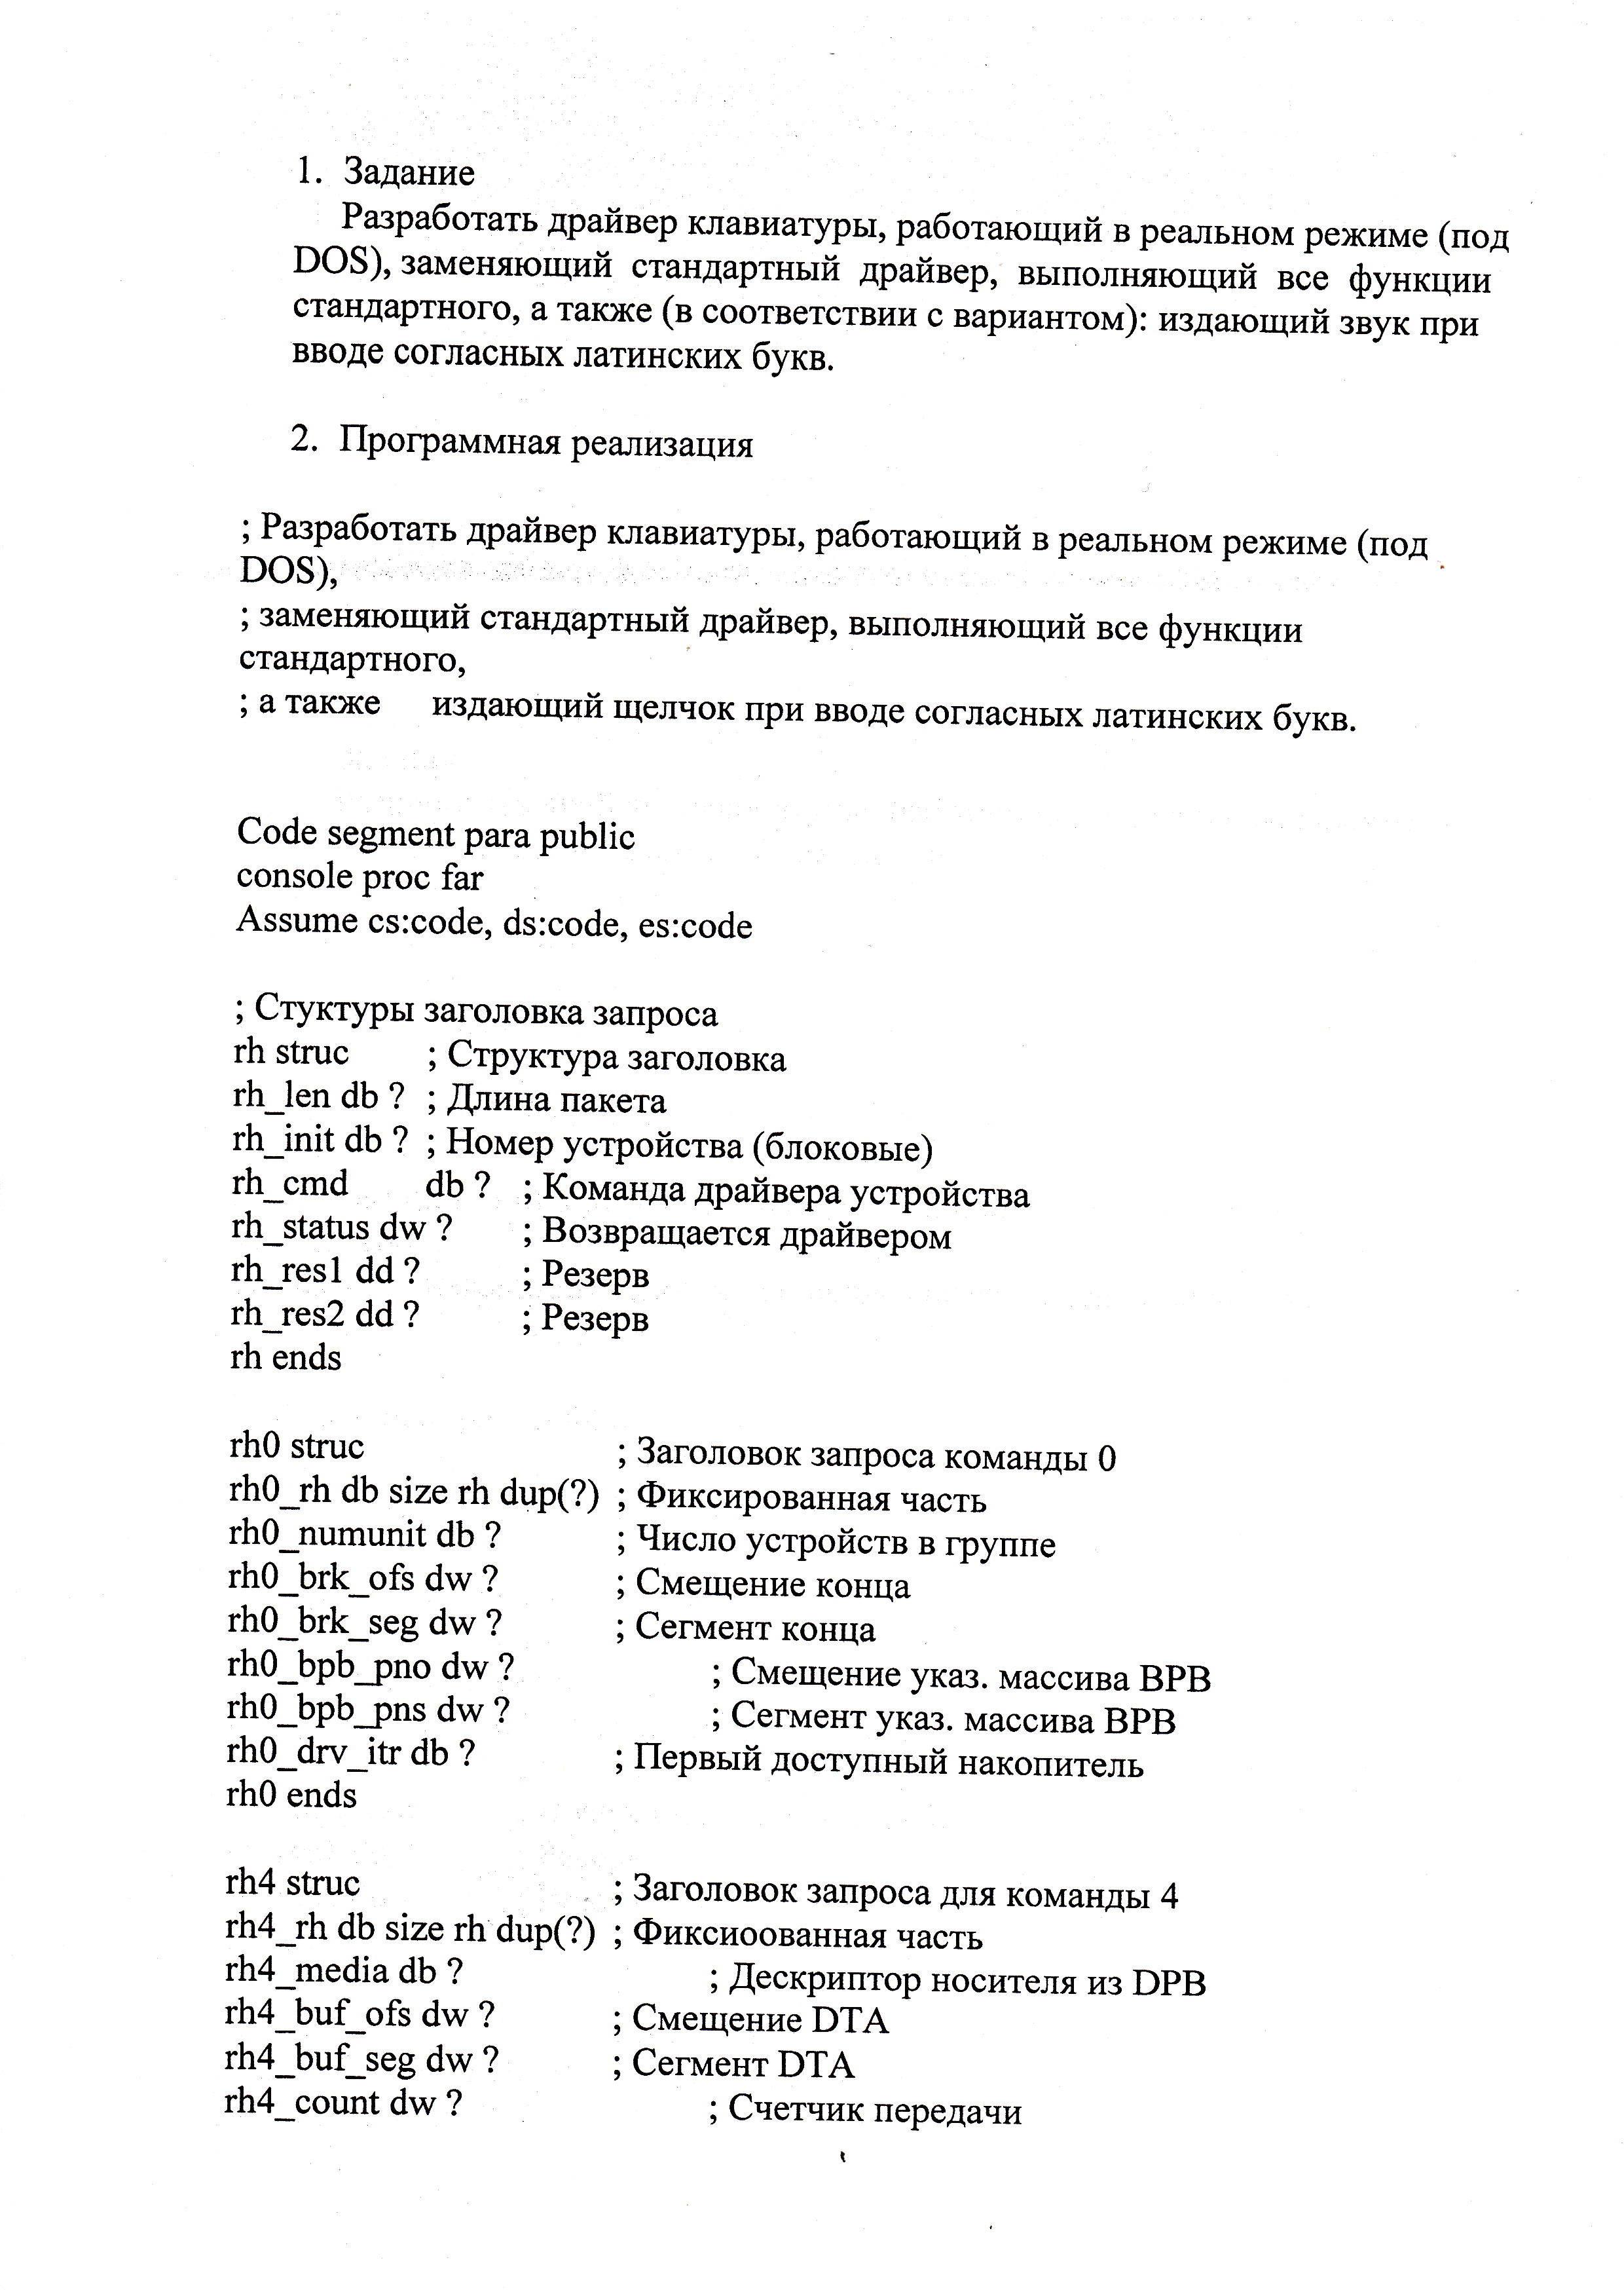 1. Задание
Разработать драйвер клавиатуры, работающий в реальном режиме (под
DOS), заменяющий стандартный драйвер, выполняющий все функции
стандартного, а также (в соответствии с вариантом): издающий звук при
вводе согласных латинских букв.
2. Программная реализация
; Разработать драйвер клавиатуры, работающий в реальном режиме (под
DOS),
; заменяющий стандартный драйвер, выполняющий все функции
стандартного,
; а также издающий щелчок при вводе согласных латинских букв.
Code segment para public
console proc far
Assume cs:code, ds:code, es:code
; Стуктуры заголовка запроса
rh struc ; Структура заголовка
rh_len db ? ; Длина пакета
rh_init db ? ; Номер устройства (блоковые)
rh_cmd db ? ; Команда драйвера устройства
rh_status dw ? ; Возвращается драйвером
rh_res1 dd ? ; Резерв
rh_res2 dd ? ; Резерв
rh ends
rh0 struc ; Заголовок запроса команды 0
rh0_rh db size rh dup(?) ; Фиксированная часть
rh0_numunit db ? ; Число устройств в группе
rh0_brk_ofs dw ? ; Смещение конца
rh0_brk_seg dw ? ; Сегмент конца
rh0_bpb_pno dw ? ; Смещение указ. массива BPB
rh0_bpb_pns dw ? ; Сегмент указ. массива BPB
rh0_drv_itr db ? ; Первый доступный накопитель
rh0 ends
rh4 struc ; Заголовок запроса для команды 4
rh4_rh db size rh dup(?) ; Фиксиоованная часть
rh4_media db ? ; Дескриптор носителя из DPB
rh4_buf_ofs dw ? ; Смещение DTA
rh4_buf_seg dw ? ; Сегмент DTA
rh4_count dw ? ; Счетчик передачи